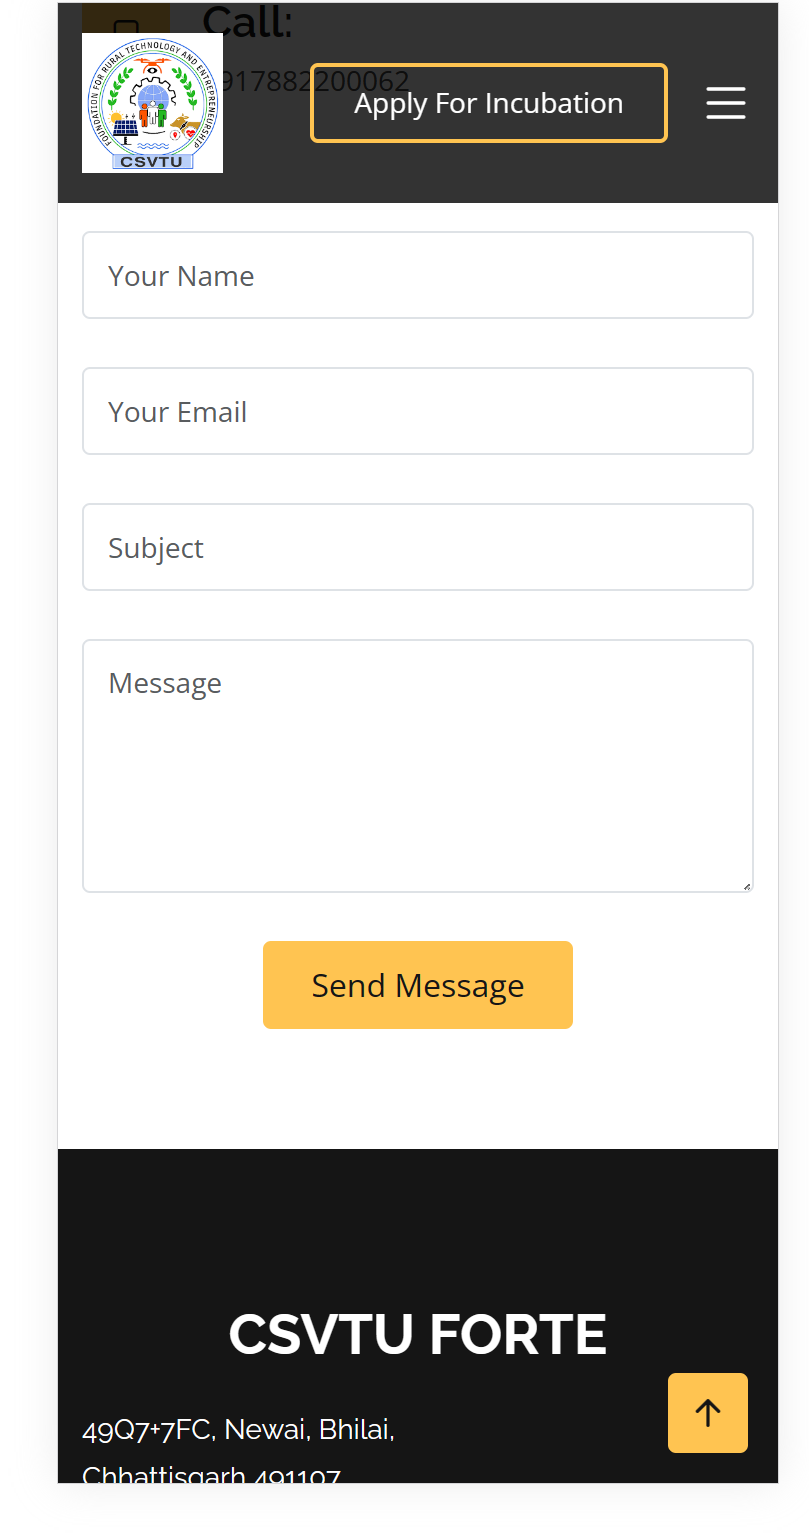 Call:
917882200062
FOUNDATION FOR RURAL TECHNOLOGY AND ENTREPRENEURSHIP
CSVTU
Apply For Incubation
Your Name
Your Email
Subject
Message
Send Message
CSVTU FORTE
49Q7+7FC, Newai, Bhilai,
Chhattisgarh 491107